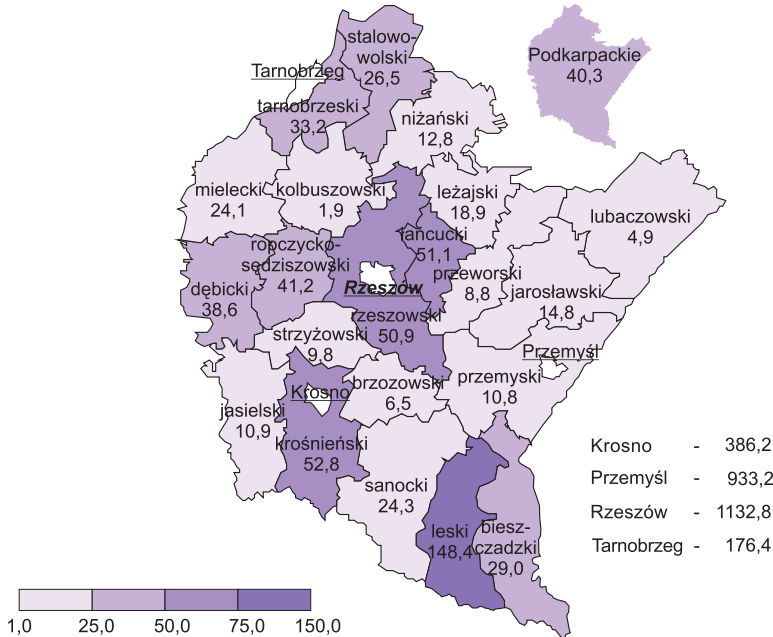 stalowo-
wolski
26,5
Podkarpackie
40,3
Tarnobrzeg
tarnobrzeski
33,2
niżański
12,8
mielecki
24,1
kolbuszowski
1,9
leżajski
18,9
lubaczowski
4,9
łańcucki
51,1
ropczycko-
sędziszowski
41,2
dębicki
38,6
Rzeszów
rzeszowski
50,9
przeworski
8,8
jarosławski
14,8
strzyżowski
9,8
Przemyśl
przemyski
10,8
Krosno
brzozowski
6,5
jasielski
10,9
krośnieński
52,8
sanocki
24,3
leski
148,4
biesz-
czadzki
29,0
Krosno - 386,2
Przemyśl - 933,2
Rzeszów - 1132,8
Tarnobrzeg - 176,4
1,0 25,0 50,0 75,0 150,0